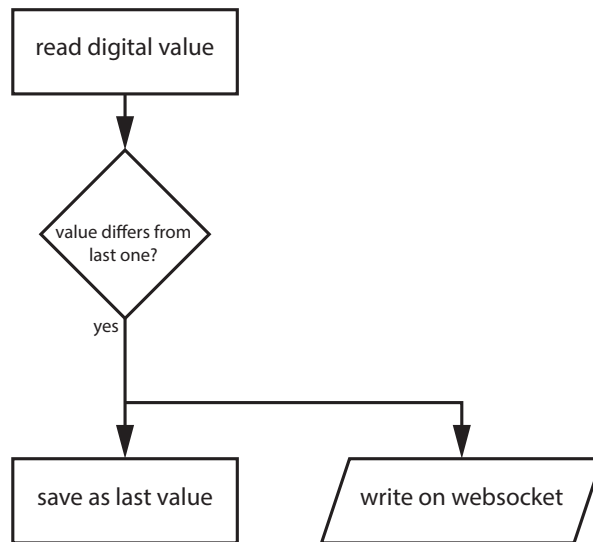 read digital value
value differs from
last one?
yes
save as last value
write on websocket